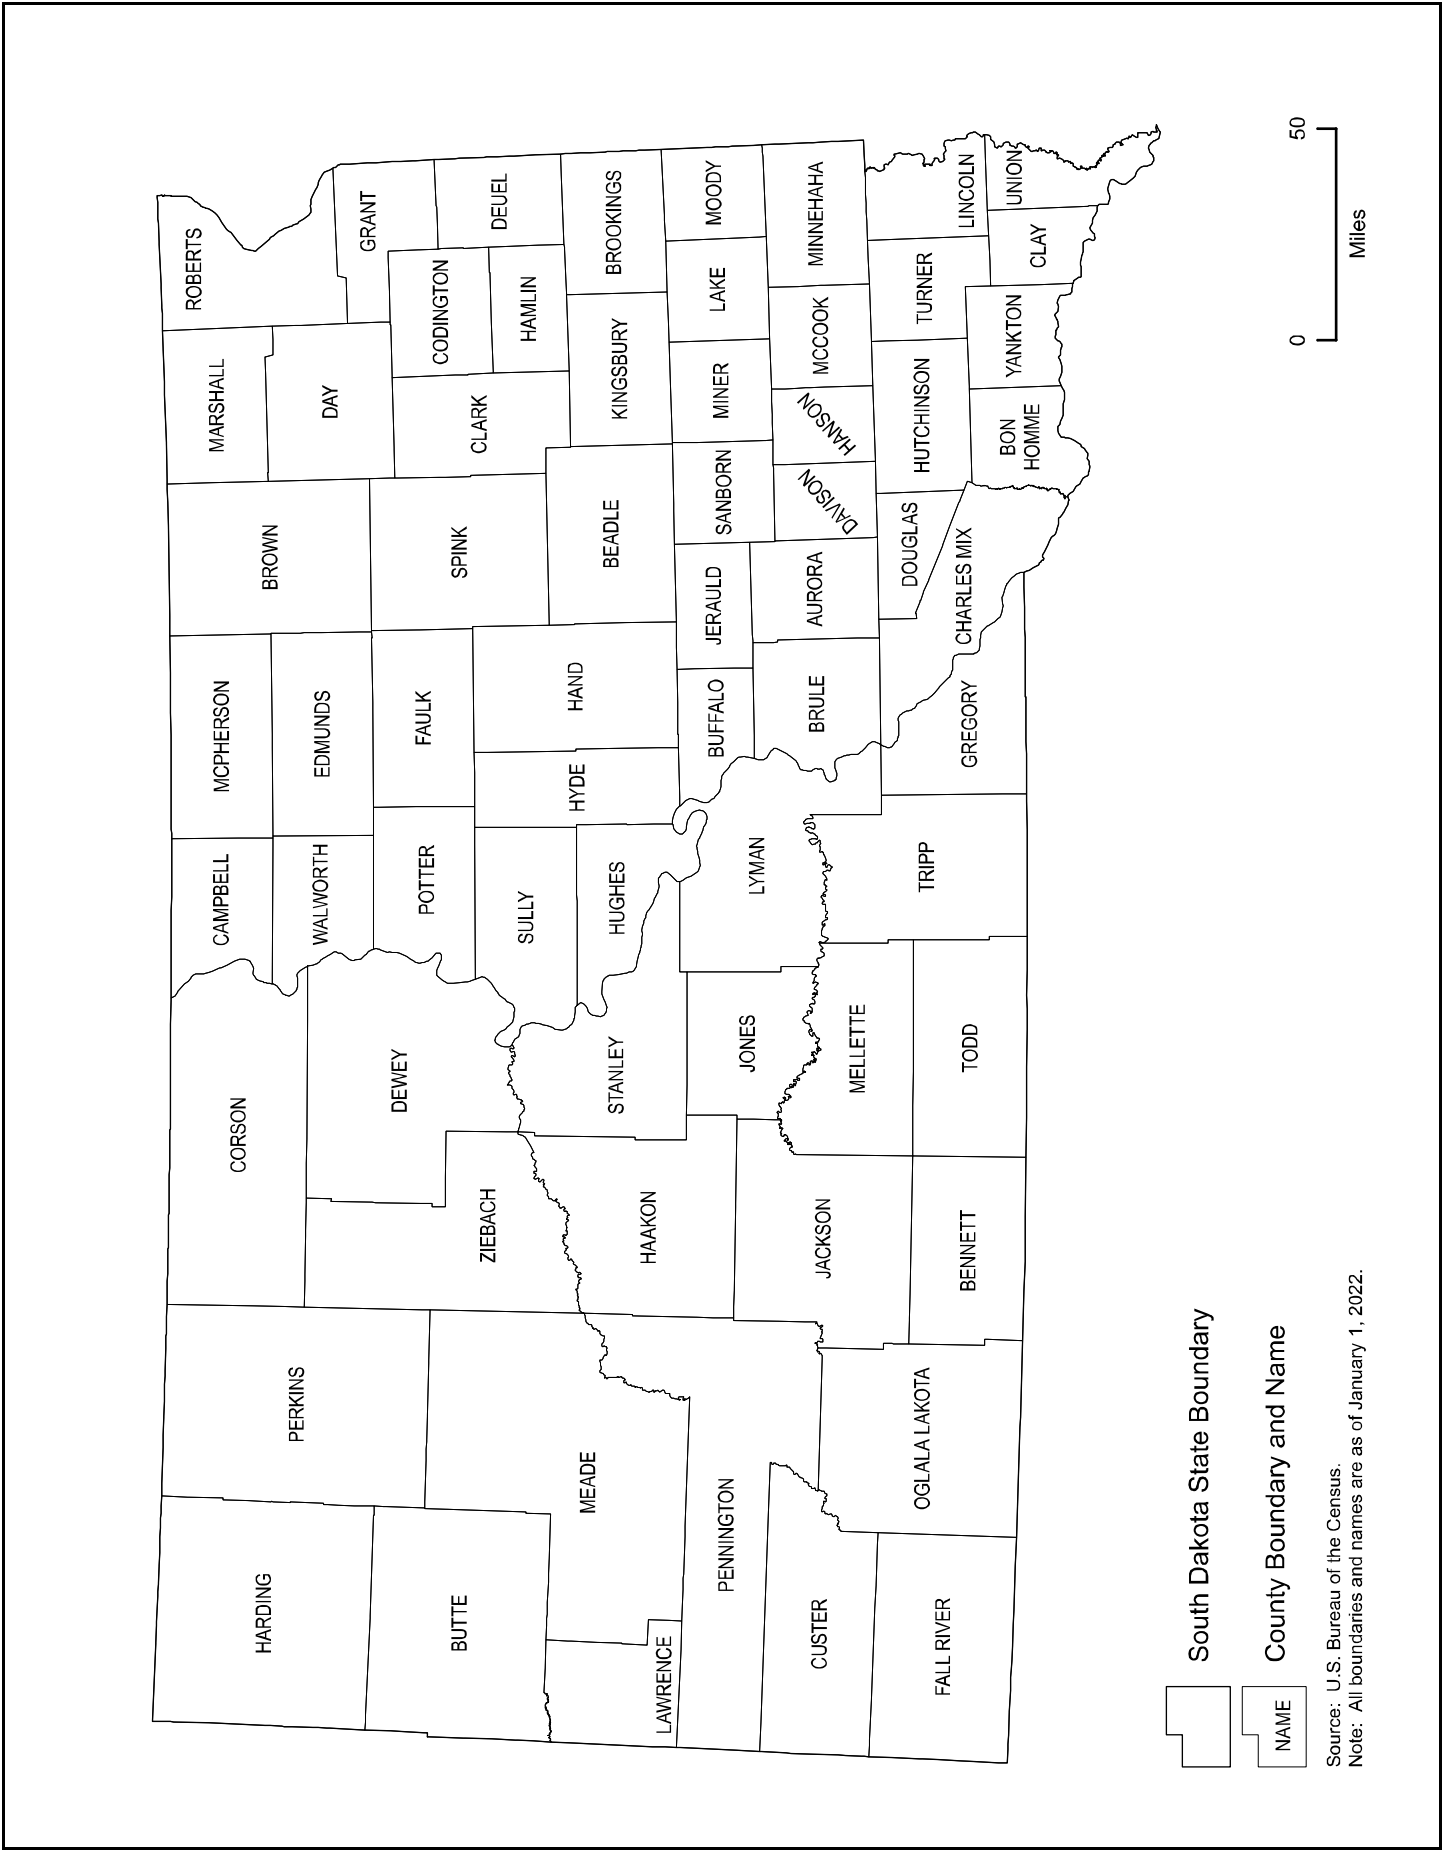 HARDING
PERKINS
CORSON
CAMPBELL
MCPHERSON
BROWN
MARSHALL
ROBERTS
WALWORTH
EDMUNDS
DAY
GRANT
BUTTE
ZIEBACH
DEWEY
POTTER
FAULK
SPINK
CLARK
CODINGTON
DEUEL
HAMLIN
MEADE
SULLY
HYDE
HAND
BEADLE
KINGSBURY
BROOKINGS
LAWRENCE
HAAKON
STANLEY
HUGHES
BUFFALO
JERAULD
SANBORN
MINER
LAKE
MOODY
PENNINGTON
JONES
LYMAN
BRULE
AURORA
DAVISON
HANSON
MCCOOK
MINNEHAHA
CUSTER
JACKSON
MELLETTE
TRIPP
DOUGLAS
HUTCHINSON
TURNER
LINCOLN
FALL RIVER
OGLALA LAKOTA
BENNETT
TODD
GREGORY
CHARLES MIX
BON
HOMME
YANKTON
CLAY
UNION
South Dakota State Boundary
NAME
County Boundary and Name
Source: U.S. Bureau of the Census.
Note: All boundaries and names are as of January 1, 2022.
0 50
Miles